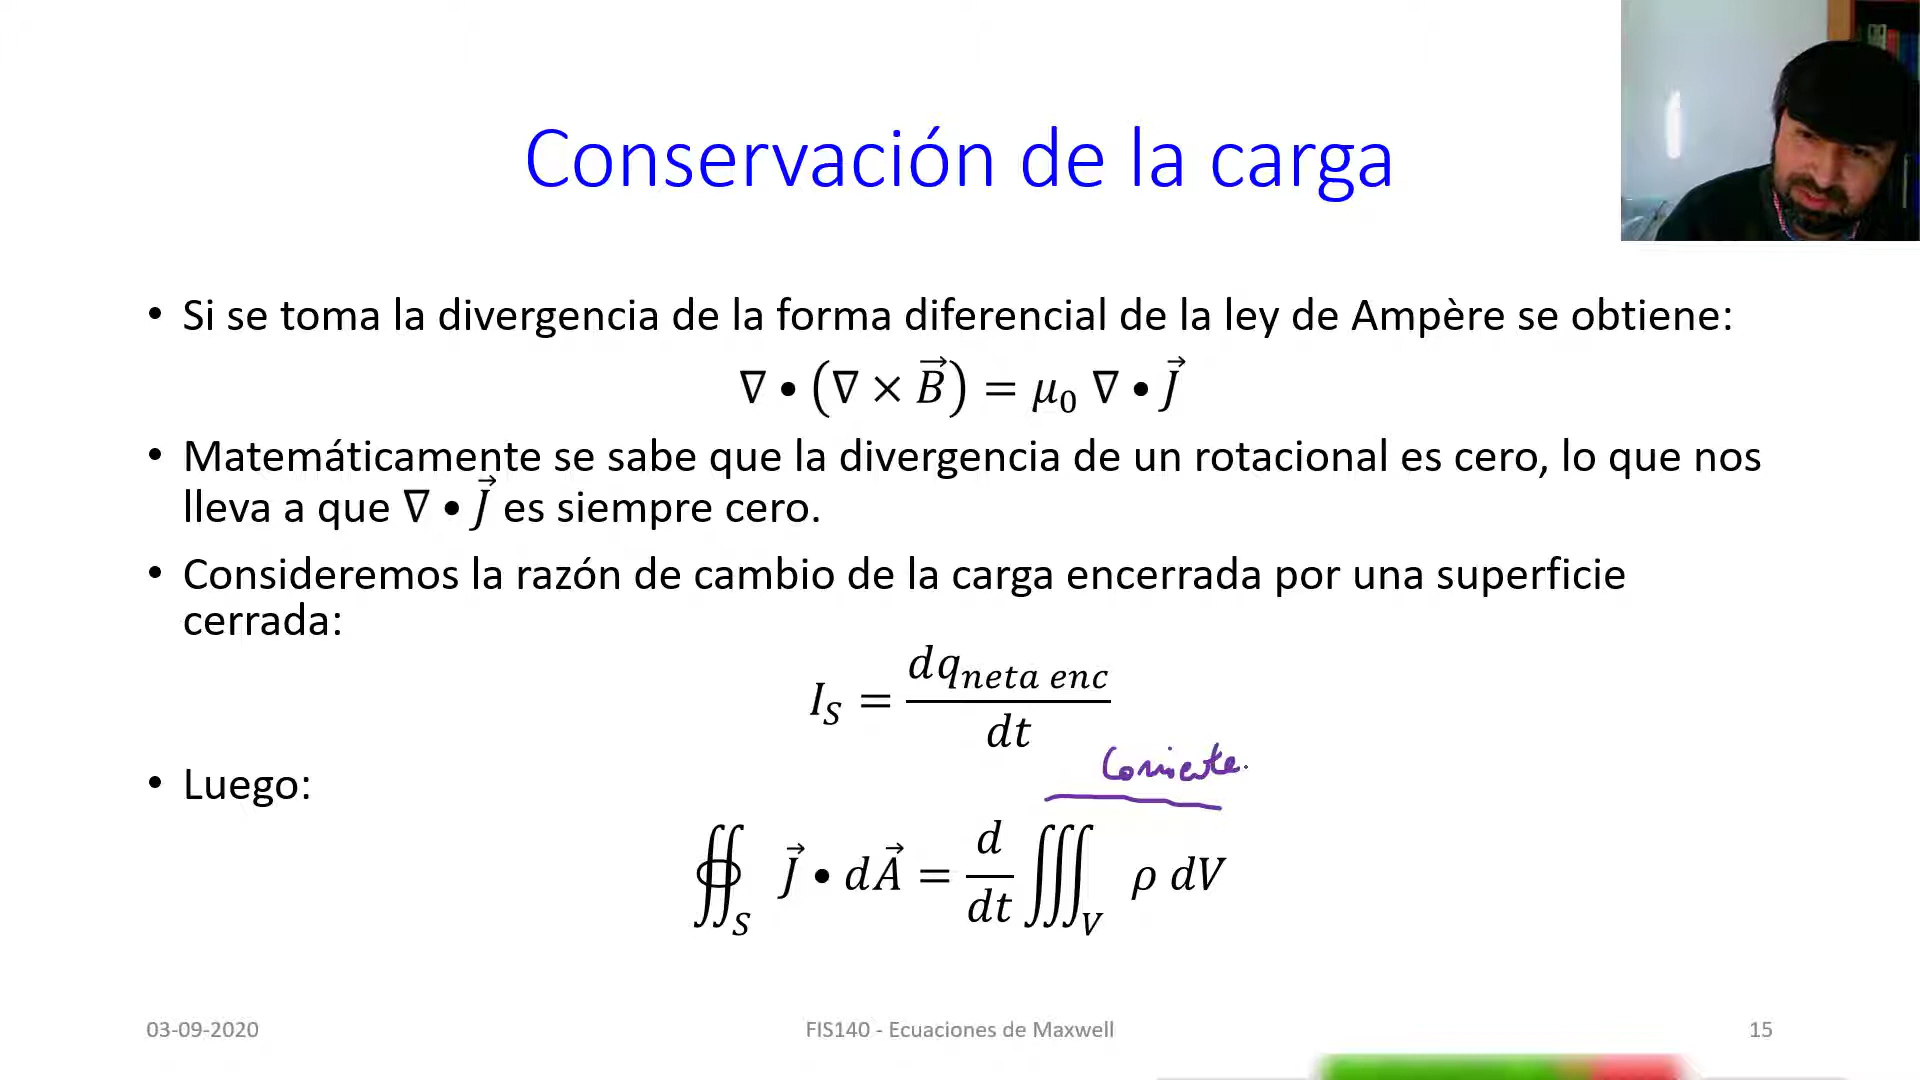 Conservación de la carga
• Si se toma la divergencia de la forma diferencial de la ley de Ampère se obtiene:
∇ • (∇ × B⃗) = μ₀ ∇ • J⃗
• Matemáticamente se sabe que la divergencia de un rotacional es cero, lo que nos
lleva a que ∇ • J⃗ es siempre cero.
• Consideremos la razón de cambio de la carga encerrada por una superficie
cerrada:
I_S = dq_{neta enc} / dt
Corriente.
• Luego:
∯_S J⃗ • dA⃗ = d/dt ∭_V ρ dV
03-09-2020
FIS140 - Ecuaciones de Maxwell
15